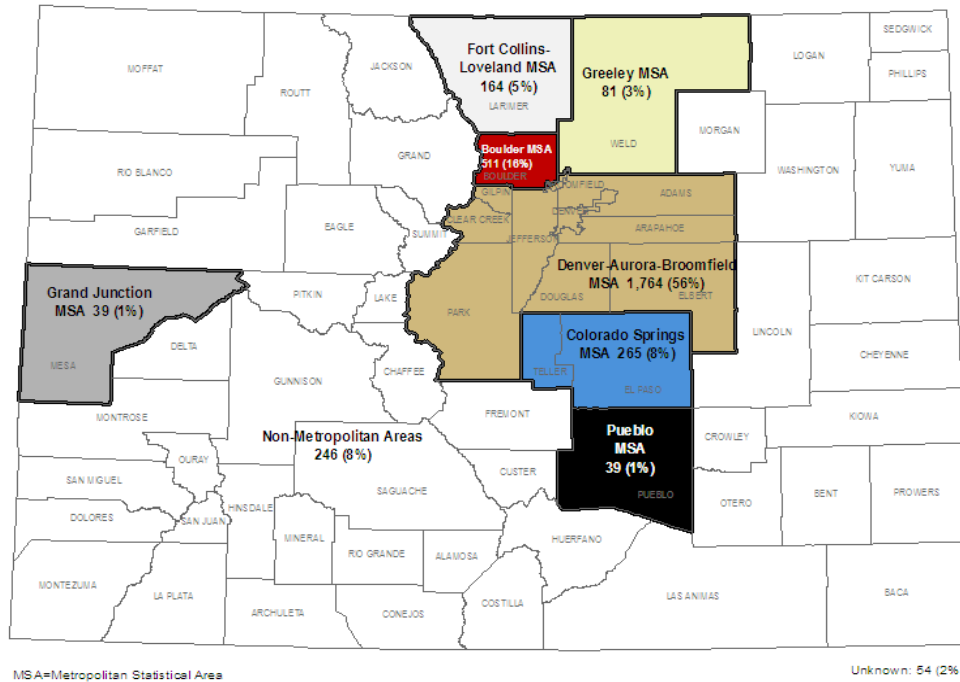 SEDGWICK
LOGAN
PHILLIPS
MOFFAT
ROUTT
JACKSON
Fort Collins-
Loveland MSA
164 (5%)
LARIMER
Greeley MSA
81 (3%)
WELD
MORGAN
WASHINGTON
YUMA
RIO BLANCO
GRAND
Boulder MSA
511 (16%)
BOULDER
GILPIN
BROOMFIELD
ADAMS
DENVER
CLEAR CREEK
JEFFERSON
ARAPAHOE
GARFIELD
EAGLE
SUMMIT
Denver-Aurora-Broomfield
MSA 1,764 (56%)
DOUGLAS
ELBERT
PARK
KIT CARSON
Grand Junction
MSA 39 (1%)
MESA
PITKIN
LAKE
DELTA
LINCOLN
Colorado Springs
MSA 265 (8%)
TELLER
EL PASO
CHEYENNE
GUNNISON
CHAFFEE
MONTROSE
FREMONT
KIOWA
Pueblo
MSA
39 (1%)
PUEBLO
CROWLEY
Non-Metropolitan Areas
246 (8%)
OURAY
SAN MIGUEL
SAGUACHE
CUSTER
OTERO
BENT
PROWERS
DOLORES
SAN JUAN
HINSDALE
MINERAL
RIO GRANDE
ALAMOSA
HUERFANO
MONTEZUMA
LA PLATA
ARCHULETA
CONEJOS
COSTILLA
LAS ANIMAS
BACA
MSA=Metropolitan Statistical Area
Unknown: 54 (2%